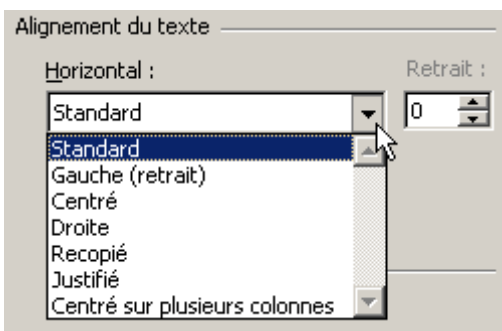 Alignement du texte
Horizontal : Retrait :
Standard 0
Standard
Gauche (retrait)
Centré
Droite
Recopié
Justifié
Centré sur plusieurs colonnes